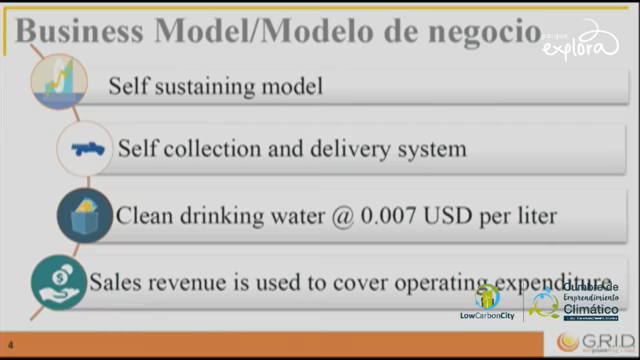 Business Model/Modelo de negocio
parque
explora
Self sustaining model
Self collection and delivery system
Clean drinking water @ 0.007 USD per liter
Sales revenue is used to cover operating expenditure
LowCarbonCity
Cumbre de
Emprendimiento
Climático
4
GRID